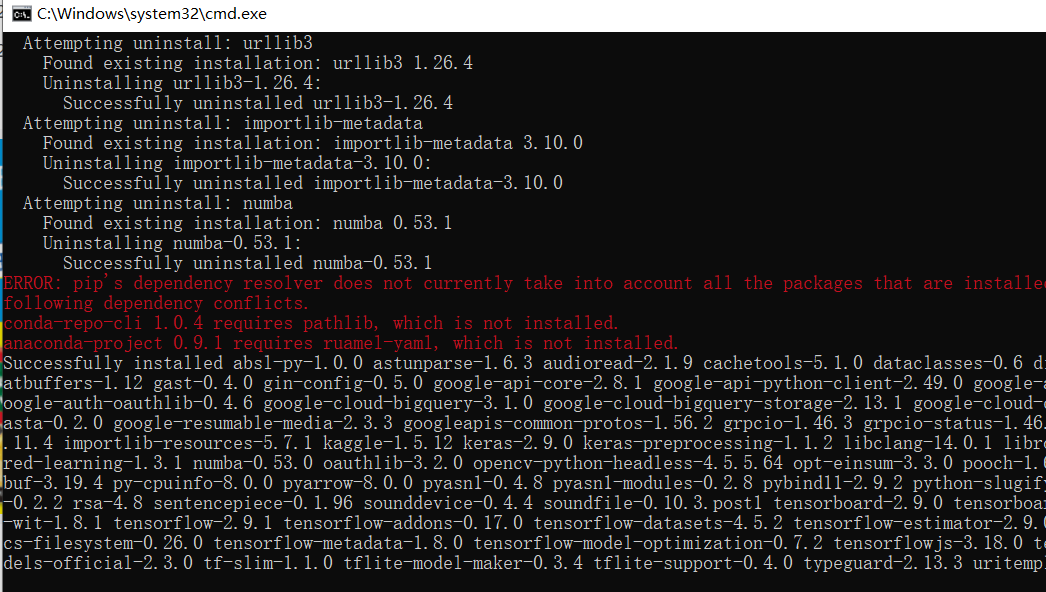 C:\Windows\system32\cmd.exe
Attempting uninstall: urllib3
Found existing installation: urllib3 1.26.4
Uninstalling urllib3-1.26.4:
Successfully uninstalled urllib3-1.26.4
Attempting uninstall: importlib-metadata
Found existing installation: importlib-metadata 3.10.0
Uninstalling importlib-metadata-3.10.0:
Successfully uninstalled importlib-metadata-3.10.0
Attempting uninstall: numba
Found existing installation: numba 0.53.1
Uninstalling numba-0.53.1:
Successfully uninstalled numba-0.53.1
ERROR: pip's dependency resolver does not currently take into account all the packages that are installe
following dependency conflicts.
conda-repo-cli 1.0.4 requires pathlib, which is not installed.
anaconda-project 0.9.1 requires ruamel-yaml, which is not installed.
Successfully installed absl-py-1.0.0 astunparse-1.6.3 audioread-2.1.9 cachetools-5.1.0 dataclasses-0.6 d
atbuffers-1.12 gast-0.4.0 gin-config-0.5.0 google-api-core-2.8.1 google-api-python-client-2.49.0 google-a
oogle-auth-oauthlib-0.4.6 google-cloud-bigquery-3.1.0 google-cloud-bigquery-storage-2.13.1 google-cloud-
asta-0.2.0 google-resumable-media-2.3.3 googleapis-common-protos-1.56.2 grpcio-1.46.3 grpcio-status-1.46.
.11.4 importlib-resources-5.7.1 kaggle-1.5.12 keras-2.9.0 keras-preprocessing-1.1.2 libclang-14.0.1 libro
red-learning-1.3.1 numba-0.53.0 oauthlib-3.2.0 opencv-python-headless-4.5.5.64 opt-einsum-3.3.0 pooch-1.
buf-3.19.4 py-cpuinfo-8.0.0 pyarrow-8.0.0 pyasn1-0.4.8 pyasn1-modules-0.2.8 pybind11-2.9.2 python-slugify
-0.2.2 rsa-4.8 sentencepiece-0.1.96 sounddevice-0.4.4 soundfile-0.10.3.post1 tensorboard-2.9.0 tensorboar
-wit-1.8.1 tensorflow-2.9.1 tensorflow-addons-0.17.0 tensorflow-datasets-4.5.2 tensorflow-estimator-2.9.
cs-filesystem-0.26.0 tensorflow-metadata-1.8.0 tensorflow-model-optimization-0.7.2 tensorflowjs-3.18.0 te
dels-official-2.3.0 tf-slim-1.1.0 tflite-model-maker-0.3.4 tflite-support-0.4.0 typeguard-2.13.3 uritemp